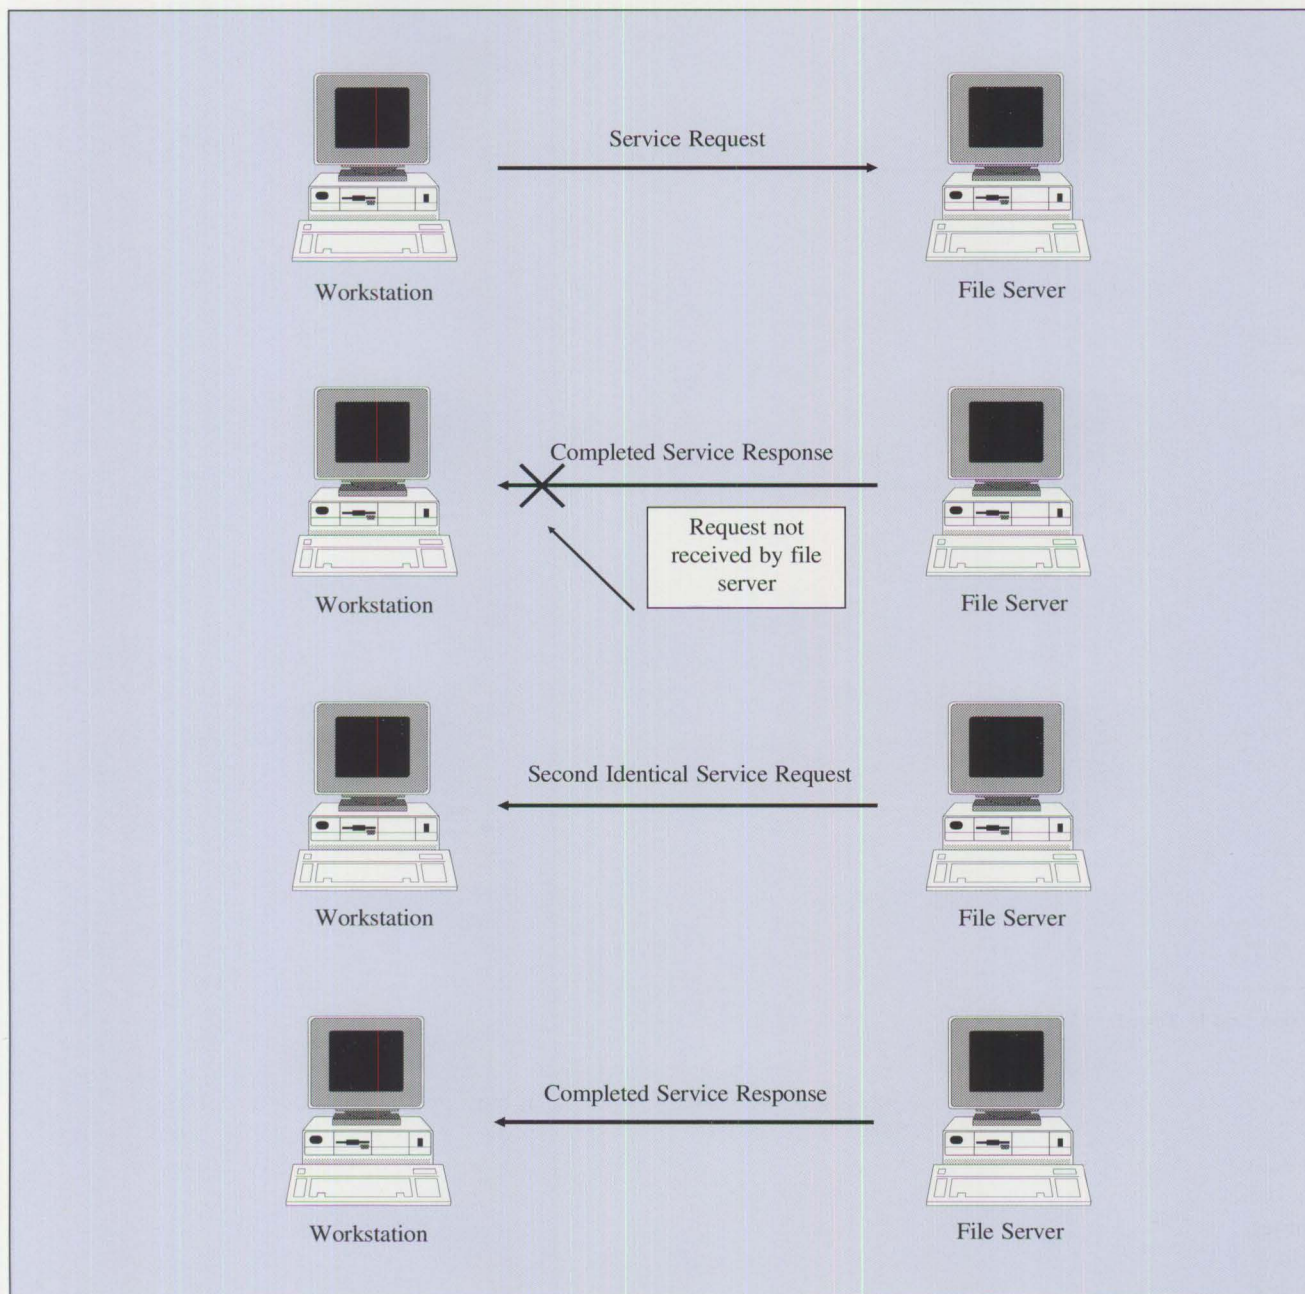 Service Request
Workstation
File Server
Completed Service Response
Request not
received by file
server
Workstation
File Server
Second Identical Service Request
Workstation
File Server
Completed Service Response
Workstation
File Server